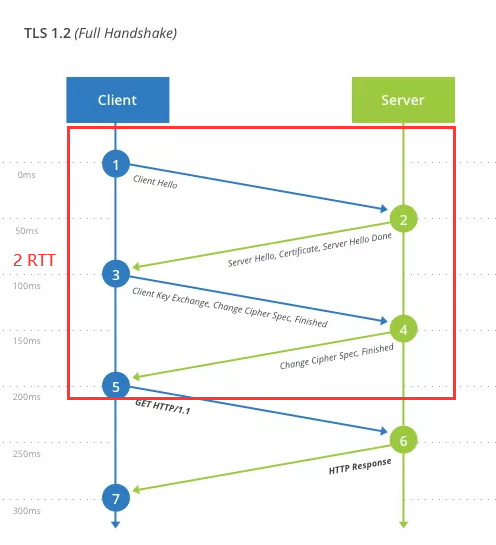 TLS 1.2 (Full Handshake)
Client
Server
1
0ms
Client Hello
2
50ms
Server Hello, Certificate, Server Hello Done
2 RTT
3
100ms
Client Key Exchange, Change Cipher Spec, Finished
4
150ms
Change Cipher Spec, Finished
5
200ms
GET HTTP/1.1
6
250ms
HTTP Response
7
300ms